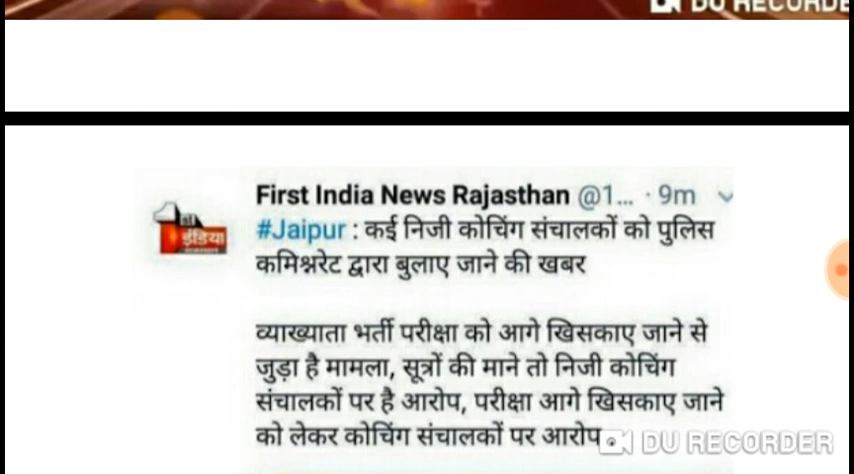 DU RECORDE
First India News Rajasthan @1... · 9m
1st
इंडिया
#Jaipur : कई निजी कोचिंग संचालकों को पुलिस
कमिश्नरेट द्वारा बुलाए जाने की खबर
व्याख्याता भर्ती परीक्षा को आगे खिसकाए जाने से
जुड़ा है मामला, सूत्रों की माने तो निजी कोचिंग
संचालकों पर है आरोप, परीक्षा आगे खिसकाए जाने
को लेकर कोचिंग संचालकों पर आरोप.
DU RECORDER